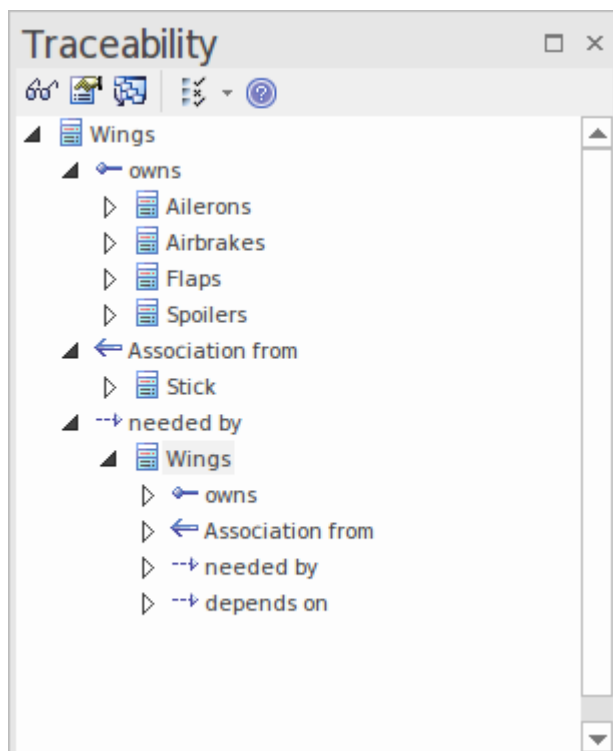 Traceability
Wings
owns
Ailerons
Airbrakes
Flaps
Spoilers
Association from
Stick
needed by
Wings
owns
Association from
needed by
depends on